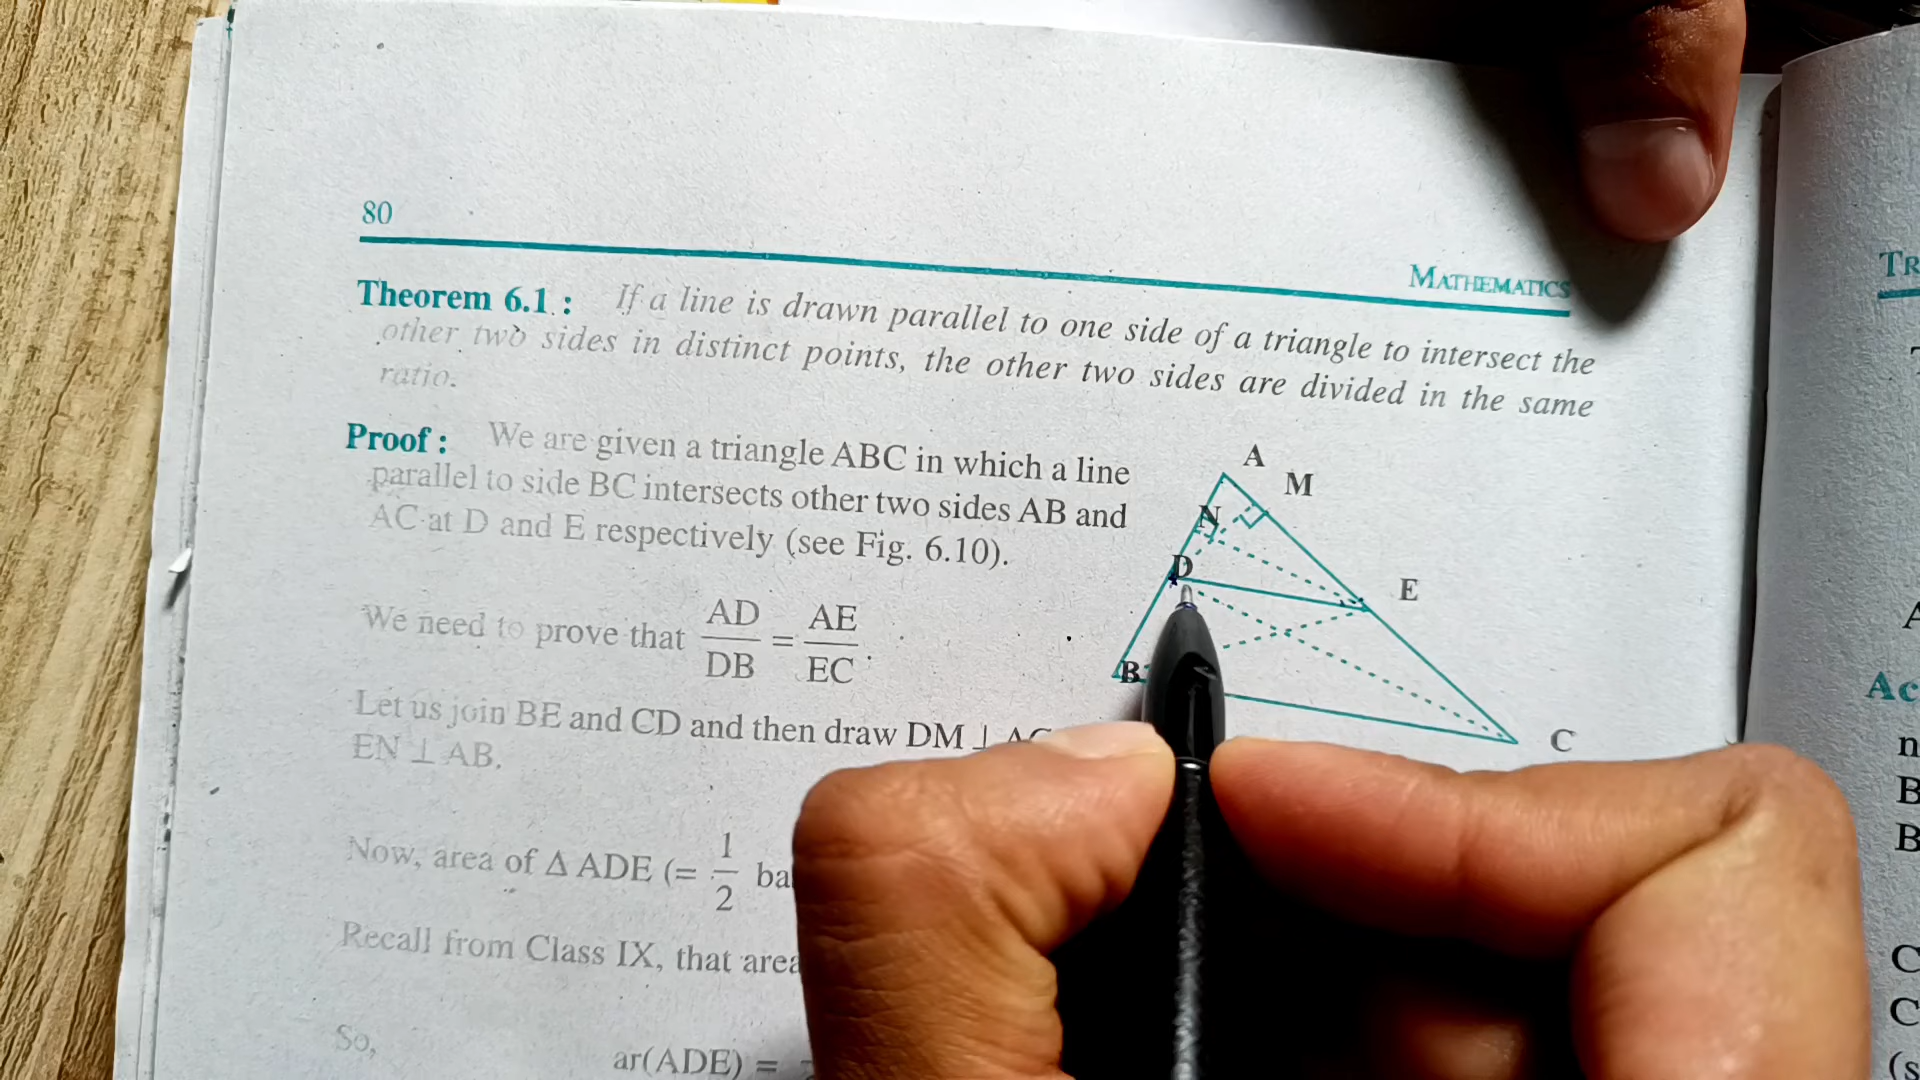 80
MATHEMATICS
Theorem 6.1 : If a line is drawn parallel to one side of a triangle to intersect the
other two sides in distinct points, the other two sides are divided in the same
ratio.
Proof : We are given a triangle ABC in which a line
parallel to side BC intersects other two sides AB and
AC at D and E respectively (see Fig. 6.10).
We need to prove that AD/DB = AE/EC.
Let us join BE and CD and then draw DM ⊥
EN ⊥ AB.
Now, area of Δ ADE (= 1/2
Recall from Class IX, that
So,
ar(ADE) =
A
M
N
D
E
B
C